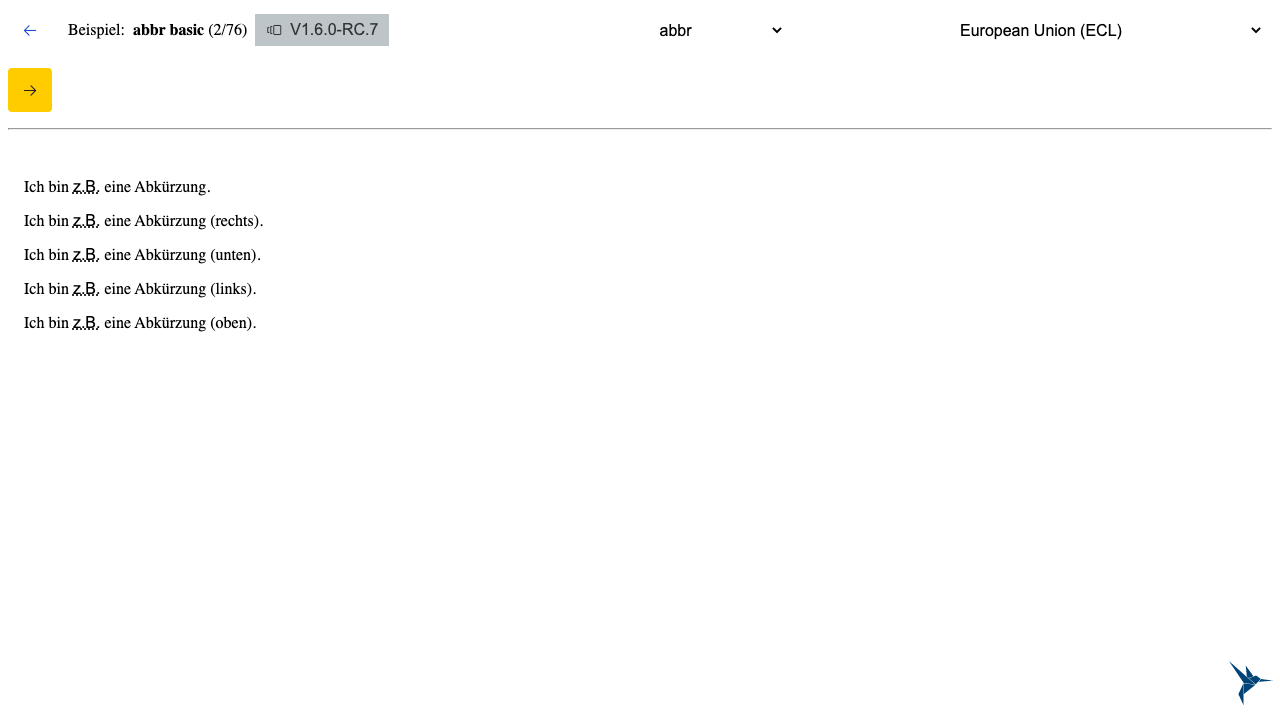 Beispiel: abbr basic (2/76) V1.6.0-RC.7 abbr European Union (ECL)
Ich bin z.B. eine Abkürzung.
Ich bin z.B. eine Abkürzung (rechts).
Ich bin z.B. eine Abkürzung (unten).
Ich bin z.B. eine Abkürzung (links).
Ich bin z.B. eine Abkürzung (oben).